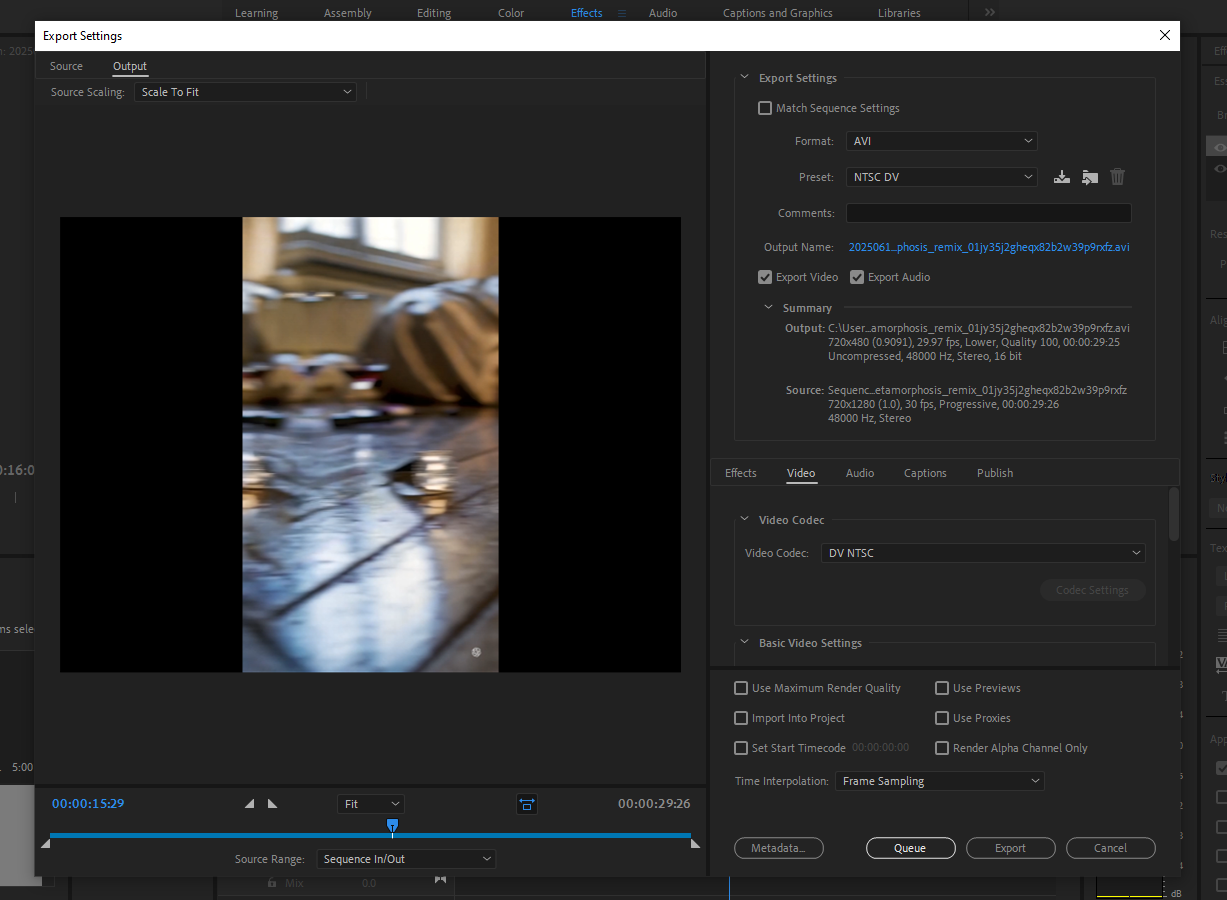 Learning Assembly Editing Color Effects Audio Captions and Graphics Libraries
Export Settings
Source Output
Source Scaling: Scale To Fit
Export Settings
Match Sequence Settings
Format: AVI
Preset: NTSC DV
Comments:
Output Name: 2025061...phosis_remix_01jy35j2gheqx82b2w39p9rxfz.avi
Export Video Export Audio
Summary
Output: C:\User...amorphosis_remix_01jy35j2gheqx82b2w39p9rxfz.avi
720x480 (0.9091), 29.97 fps, Lower, Quality 100, 00:00:29:25
Uncompressed, 48000 Hz, Stereo, 16 bit
Source: Sequenc...etamorphosis_remix_01jy35j2gheqx82b2w39p9rxfz
720x1280 (1.0), 30 fps, Progressive, 00:00:29:26
48000 Hz, Stereo
Effects Video Audio Captions Publish
Video Codec
Video Codec: DV NTSC
Codec Settings
Basic Video Settings
Use Maximum Render Quality Use Previews
Import Into Project Use Proxies
Set Start Timecode 00:00:00:00 Render Alpha Channel Only
Time Interpolation: Frame Sampling
00:00:15:29 Fit 00:00:29:26
Source Range: Sequence In/Out
Metadata... Queue Export Cancel
5:00
Mix 0.0
dB